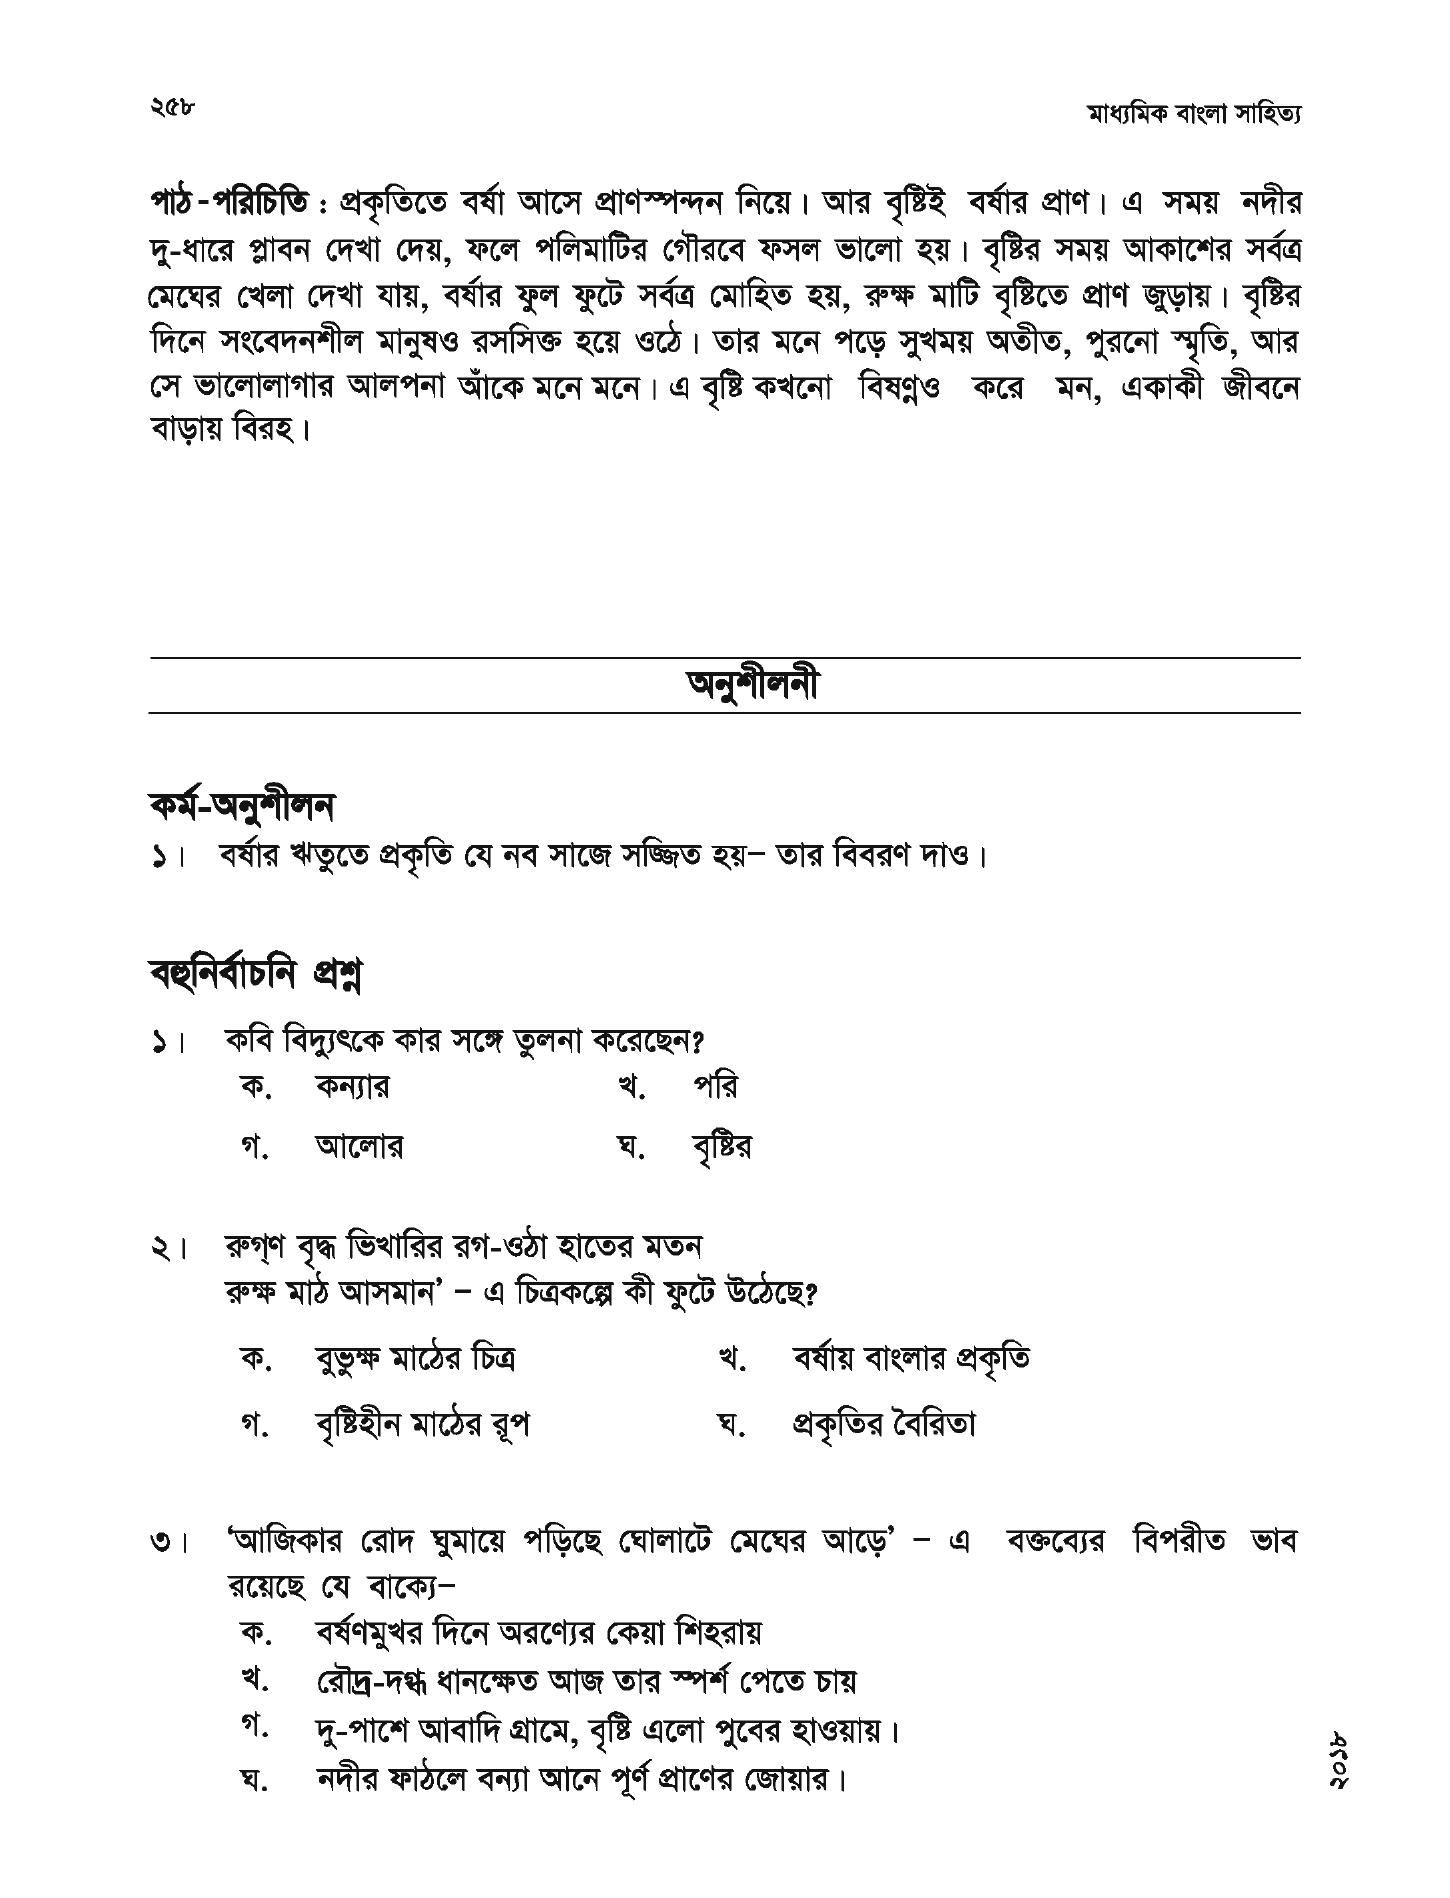 ২৫৮
মাধ্যমিক বাংলা সাহিত্য
পাঠ-পরিচিতি : প্রকৃতিতে বর্ষা আসে প্রাণস্পন্দন নিয়ে। আর বৃষ্টিই বর্ষার প্রাণ। এ সময় নদীর
দু-ধারে প্লাবন দেখা দেয়, ফলে পলিমাটির গৌরবে ফসল ভালো হয়। বৃষ্টির সময় আকাশের সর্বত্র
মেঘের খেলা দেখা যায়, বর্ষার ফুল ফুটে সর্বত্র মোহিত হয়, রুক্ষ মাটি বৃষ্টিতে প্রাণ জুড়ায়। বৃষ্টির
দিনে সংবেদনশীল মানুষও রসসিক্ত হয়ে ওঠে। তার মনে পড়ে সুখময় অতীত, পুরনো স্মৃতি, আর
সে ভালোলাগার আলপনা আঁকে মনে মনে। এ বৃষ্টি কখনো বিষণ্নও করে মন, একাকী জীবনে
বাড়ায় বিরহ।
অনুশীলনী
কর্ম-অনুশীলন
১। বর্ষার ঋতুতে প্রকৃতি যে নব সাজে সজ্জিত হয়– তার বিবরণ দাও।
বহুনির্বাচনি প্রশ্ন
১। কবি বিদ্যুৎকে কার সঙ্গে তুলনা করেছেন?
ক. কন্যার খ. পরি
গ. আলোর ঘ. বৃষ্টির
২। রুগ্‌ণ বৃদ্ধ ভিখারির রগ-ওঠা হাতের মতন
রুক্ষ মাঠ আসমান’ – এ চিত্রকল্পে কী ফুটে উঠেছে?
ক. বুভুক্ষ মাঠের চিত্র খ. বর্ষায় বাংলার প্রকৃতি
গ. বৃষ্টিহীন মাঠের রূপ ঘ. প্রকৃতির বৈরিতা
৩। ‘আজিকার রোদ ঘুমায়ে পড়িছে ঘোলাটে মেঘের আড়ে’ – এ বক্তব্যের বিপরীত ভাব
রয়েছে যে বাক্যে–
ক. বর্ষণমুখর দিনে অরণ্যের কেয়া শিহরায়
খ. রৌদ্র-দগ্ধ ধানক্ষেত আজ তার স্পর্শ পেতে চায়
গ. দু-পাশে আবাদি গ্রামে, বৃষ্টি এলো পুবের হাওয়ায়।
ঘ. নদীর ফাঠলে বন্যা আনে পূর্ণ প্রাণের জোয়ার।
২০১৮